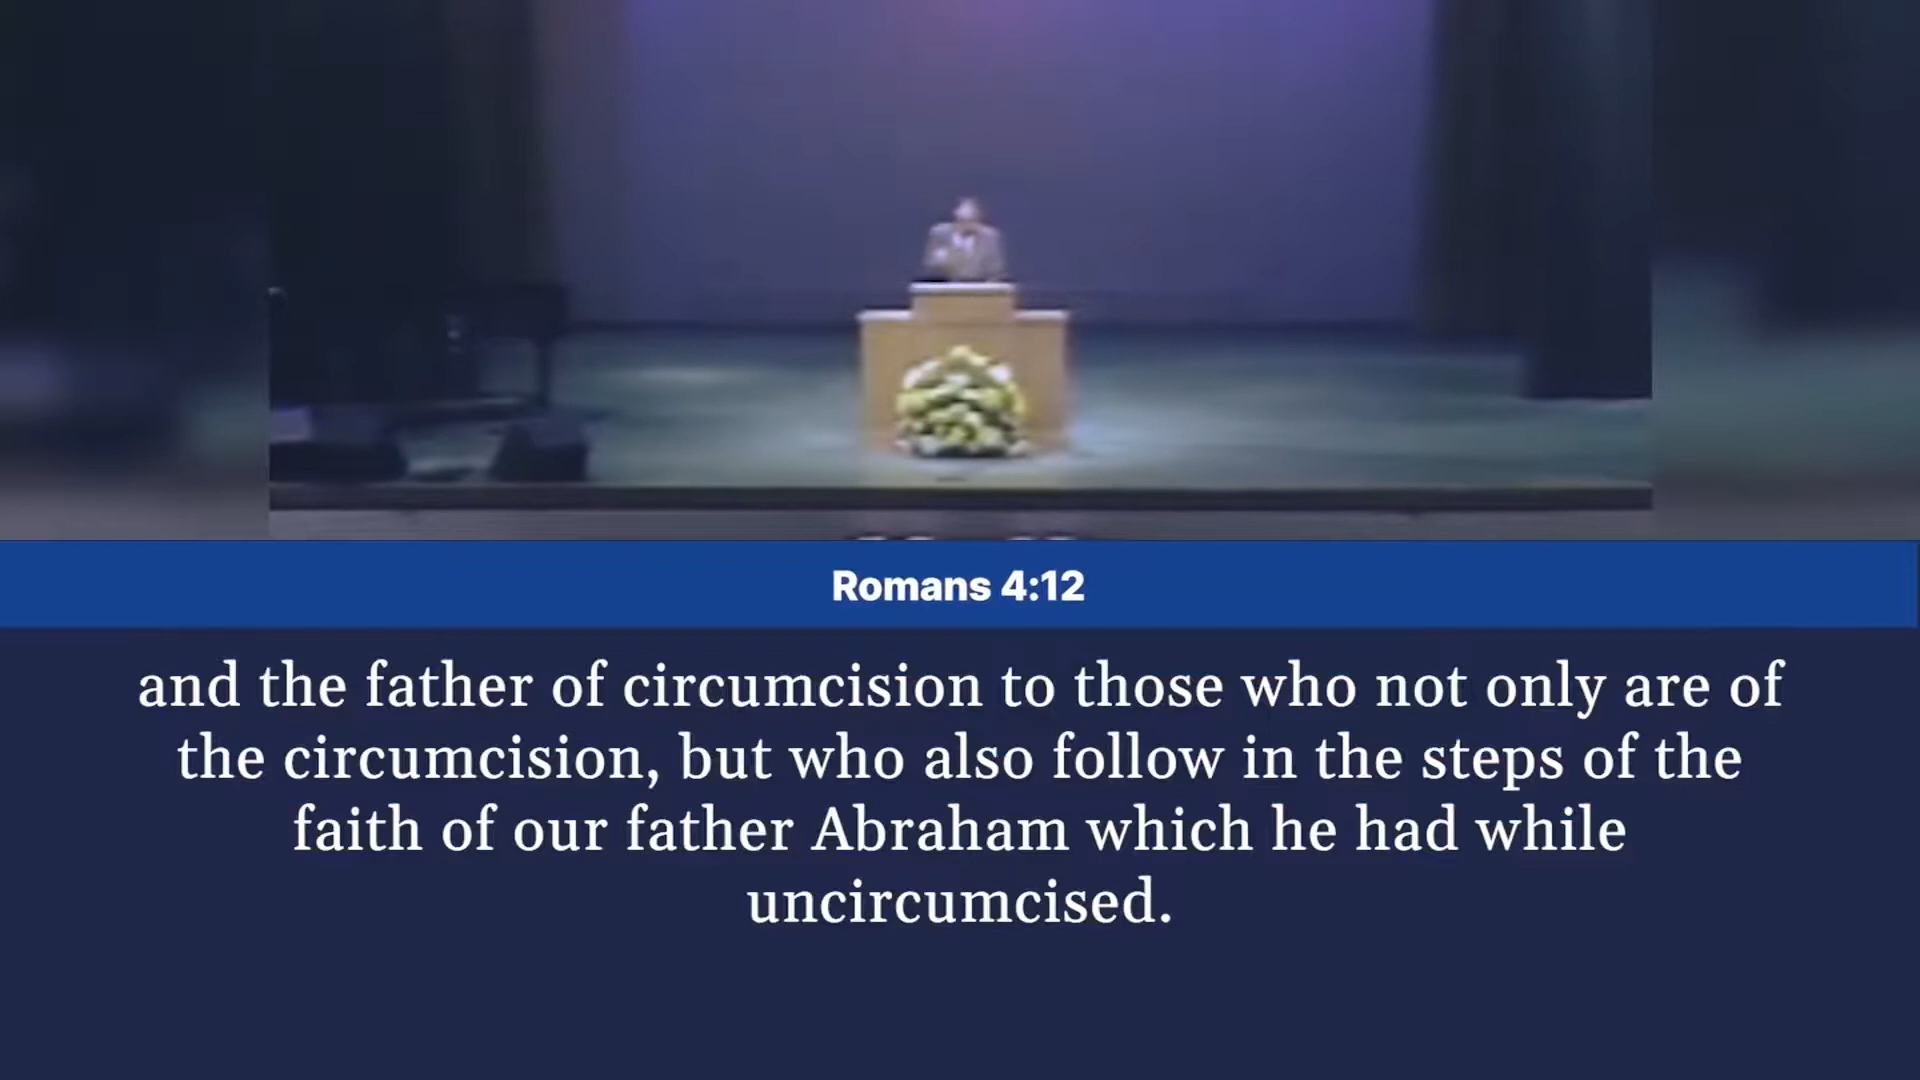 Romans 4:12
and the father of circumcision to those who not only are of
the circumcision, but who also follow in the steps of the
faith of our father Abraham which he had while
uncircumcised.